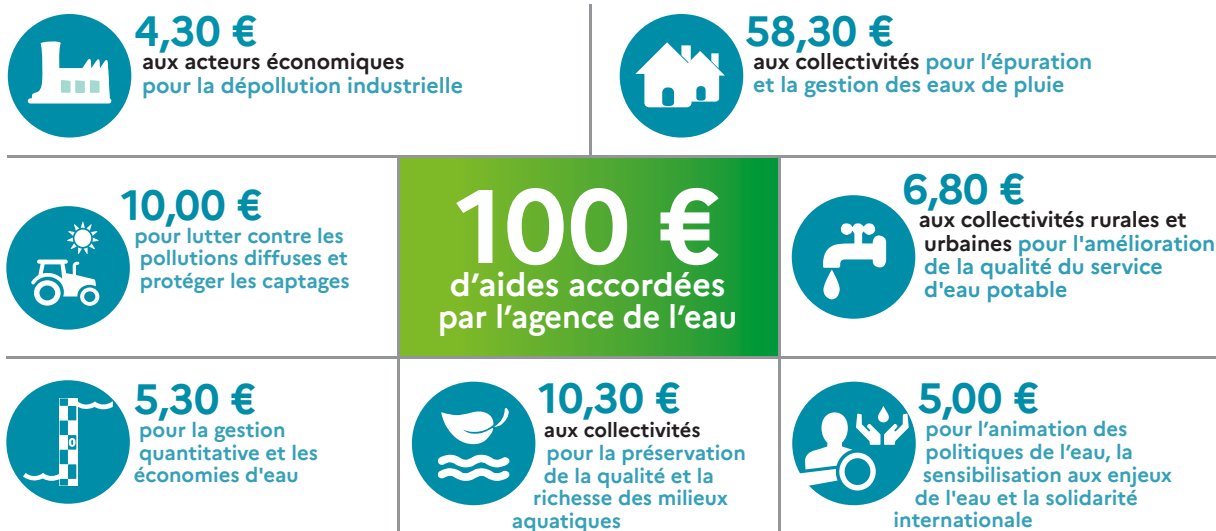 4,30 €
aux acteurs économiques
pour la dépollution industrielle
58,30 €
aux collectivités pour l'épuration
et la gestion des eaux de pluie
10,00 €
pour lutter contre les
pollutions diffuses et
protéger les captages
100 €
d'aides accordées
par l'agence de l'eau
6,80 €
aux collectivités rurales et
urbaines pour l'amélioration
de la qualité du service
d'eau potable
5,30 €
pour la gestion
quantitative et les
économies d'eau
0
10,30 €
aux collectivités
pour la préservation
de la qualité et la
richesse des milieux
aquatiques
5,00 €
pour l'animation des
politiques de l'eau, la
sensibilisation aux enjeux
de l'eau et la solidarité
internationale